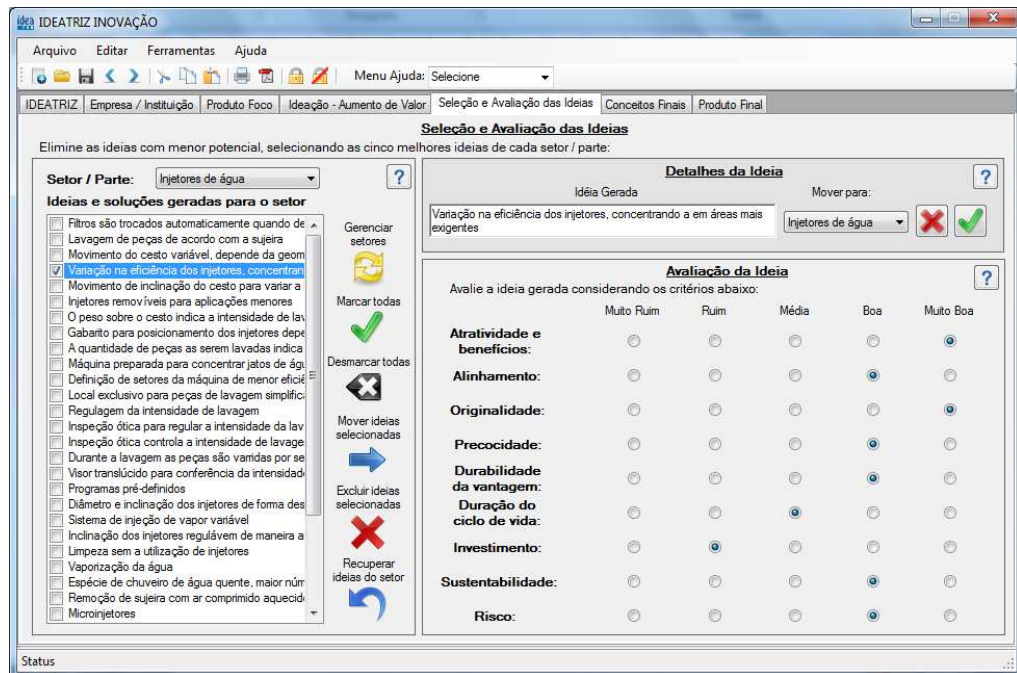 IDEATRIZ INOVAÇÃO
Arquivo Editar Ferramentas Ajuda
Menu Ajuda: Selecione
IDEATRIZ Empresa / Instituição Produto Foco Ideação - Aumento de Valor Seleção e Avaliação das Ideias Conceitos Finais Produto Final
Seleção e Avaliação das Ideias
Elimine as ideias com menor potencial, selecionando as cinco melhores ideias de cada setor / parte:
Setor / Parte: Injetores de água ?
Ideias e soluções geradas para o setor
Filtros são trocados automaticamente quando de
Lavagem de peças de acordo com a sujeira
Movimento do cesto variável, depende da geom
Variação na eficiência dos injetores, concentran
Movimento de inclinação do cesto para variar a
Injetores removíveis para aplicações menores
O peso sobre o cesto indica a intensidade de lav
Gabarito para posicionamento dos injetores depe
A quantidade de peças as serem lavadas indica
Máquina preparada para concentrar jatos de águ
Definição de setores da máquina de menor eficiê
Local exclusivo para peças de lavagem simplific
Regulagem da intensidade de lavagem
Inspeção ótica para regular a intensidade da lav
Inspeção ótica controla a intensidade de lavage
Durante a lavagem as peças são varridas por se
Visor translúcido para conferência da intensidad
Programas pré-definidos
Diâmetro e inclinação dos injetores de forma des
Sistema de injeção de vapor variável
Inclinação dos injetores regulávem de maneira a
Limpeza sem a utilização de injetores
Vaporização da água
Espécie de chuveiro de água quente, maior núm
Remoção de sujeira com ar comprimido aquecid
Microinjetores
Gerenciar
setores
Marcar todas
Desmarcar todas
Mover ideias
selecionadas
Excluir ideias
selecionadas
Recuperar
ideias do setor
Detalhes da Ideia
?
Idéia Gerada Mover para:
Variação na eficiência dos injetores, concentrando a em áreas mais
exigentes
Injetores de água
Avaliação da Ideia
?
Avalie a ideia gerada considerando os critérios abaixo:
Muito Ruim Ruim Média Boa Muito Boa
Atratividade e
benefícios:
Alinhamento:
Originalidade:
Precocidade:
Durabilidade
da vantagem:
Duração do
ciclo de vida:
Investimento:
Sustentabilidade:
Risco:
Status